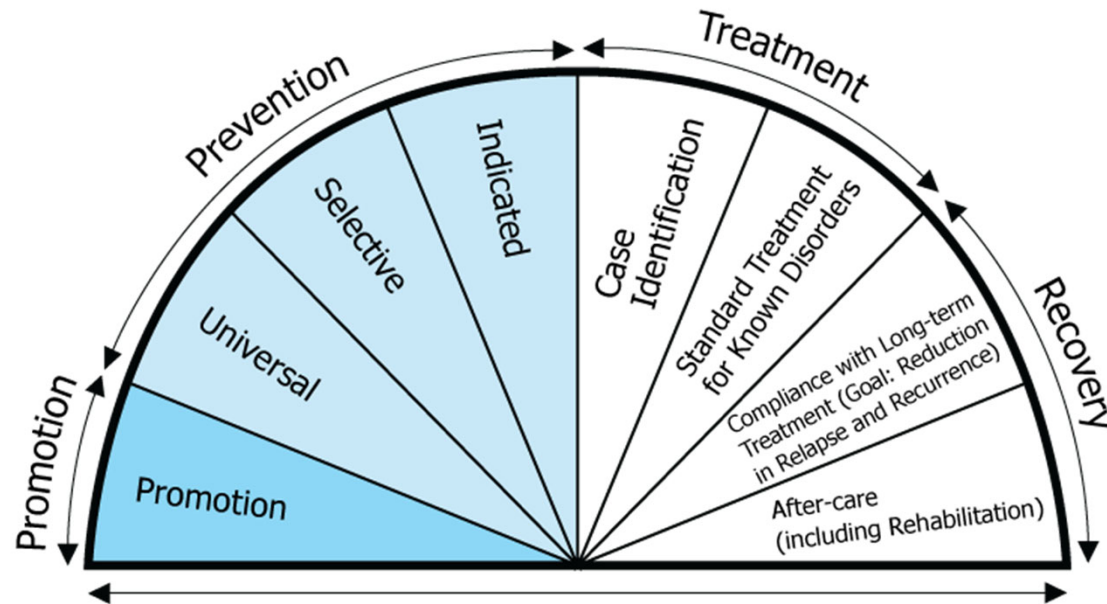 Promotion
Prevention
Treatment
Recovery
Promotion
Universal
Selective
Indicated
Case
Identification
Standard Treatment
for Known Disorders
Compliance with Long-term
Treatment (Goal: Reduction
in Relapse and Recurrence)
After-care
(including Rehabilitation)